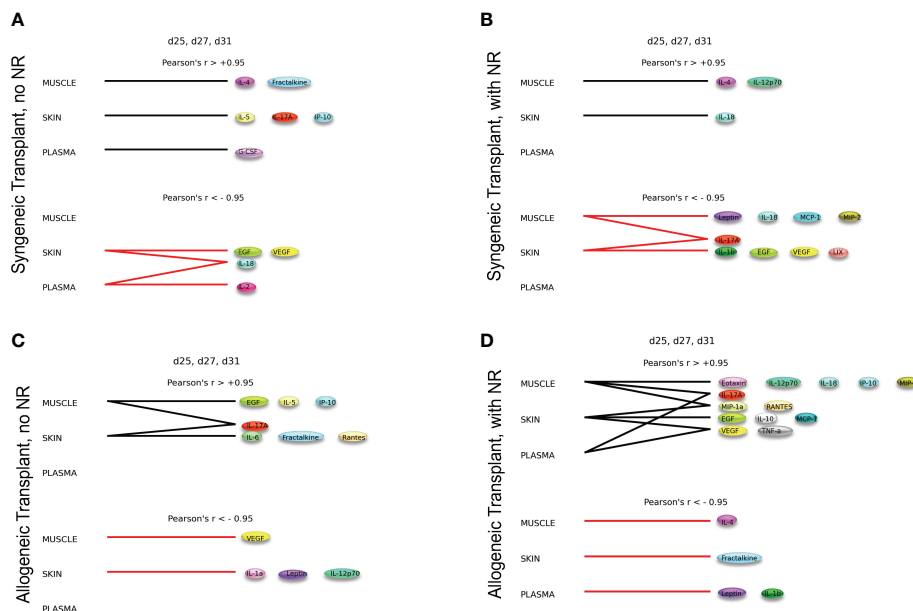 A
Syngeneic Transplant, no NR
d25, d27, d31
Pearson's r > +0.95
MUSCLE IL-4 Fractalkine
SKIN IL-5 IL-17A IP-10
PLASMA G-CSF
Pearson's r < - 0.95
MUSCLE
SKIN EGF VEGF
IL-18
PLASMA IL-2
B
Syngeneic Transplant, with NR
d25, d27, d31
Pearson's r > +0.95
MUSCLE IL-4 IL-12p70
SKIN IL-18
PLASMA
Pearson's r < - 0.95
MUSCLE Leptin IL-18 MCP-1 MIP-2
IL-17A
SKIN IL-1b EGF VEGF LIX
PLASMA
C
Allogeneic Transplant, no NR
d25, d27, d31
Pearson's r > +0.95
MUSCLE EGF IL-5 IP-10
IL-17A
SKIN IL-6 Fractalkine Rantes
PLASMA
Pearson's r < - 0.95
MUSCLE VEGF
SKIN IL-1a Leptin IL-12p70
PLASMA
D
Allogeneic Transplant, with NR
d25, d27, d31
Pearson's r > +0.95
MUSCLE Eotaxin IL-12p70 IL-18 IP-10
IL-17A
MIP-1a RANTES
SKIN EGF IL-10 MCP-1
VEGF TNF-a
PLASMA
Pearson's r < - 0.95
MUSCLE IL-4
SKIN Fractalkine
PLASMA Leptin IL-1b